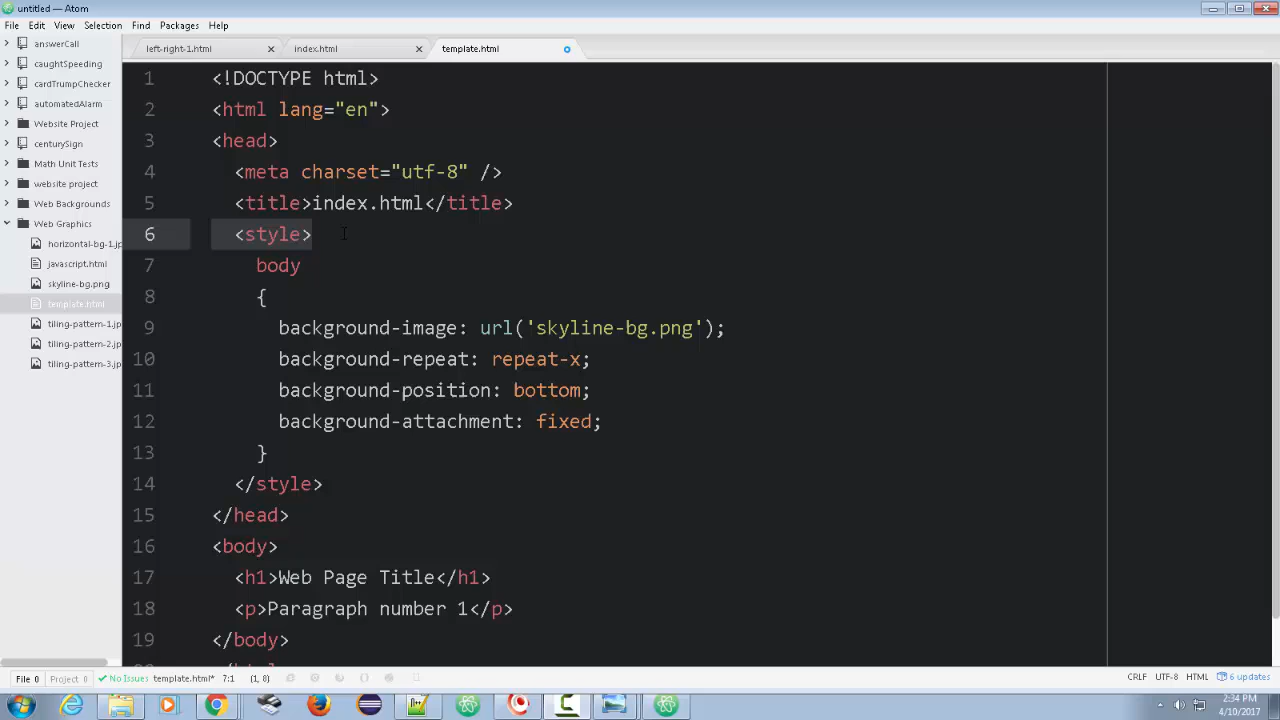 untitled — Atom
File Edit View Selection Find Packages Help
answerCall
caughtSpeeding
cardTrumpChecker
automatedAlarm
Website Project
centurySign
Math Unit Tests
website project
Web Backgrounds
Web Graphics
horizontal-bg-1.jp
javascript.html
skyline-bg.png
template.html
tiling-pattern-1.jp
tiling-pattern-2.jp
tiling-pattern-3.jp
left-right-1.html index.html template.html
1 <!DOCTYPE html>
2 <html lang="en">
3 <head>
4 <meta charset="utf-8" />
5 <title>index.html</title>
6 <style>
7 body
8 {
9 background-image: url('skyline-bg.png');
10 background-repeat: repeat-x;
11 background-position: bottom;
12 background-attachment: fixed;
13 }
14 </style>
15 </head>
16 <body>
17 <h1>Web Page Title</h1>
18 <p>Paragraph number 1</p>
19 </body>
File 0 Project 0 No Issues template.html* 7:1 (1, 8) CRLF UTF-8 HTML 6 updates
2:34 PM
4/10/2017